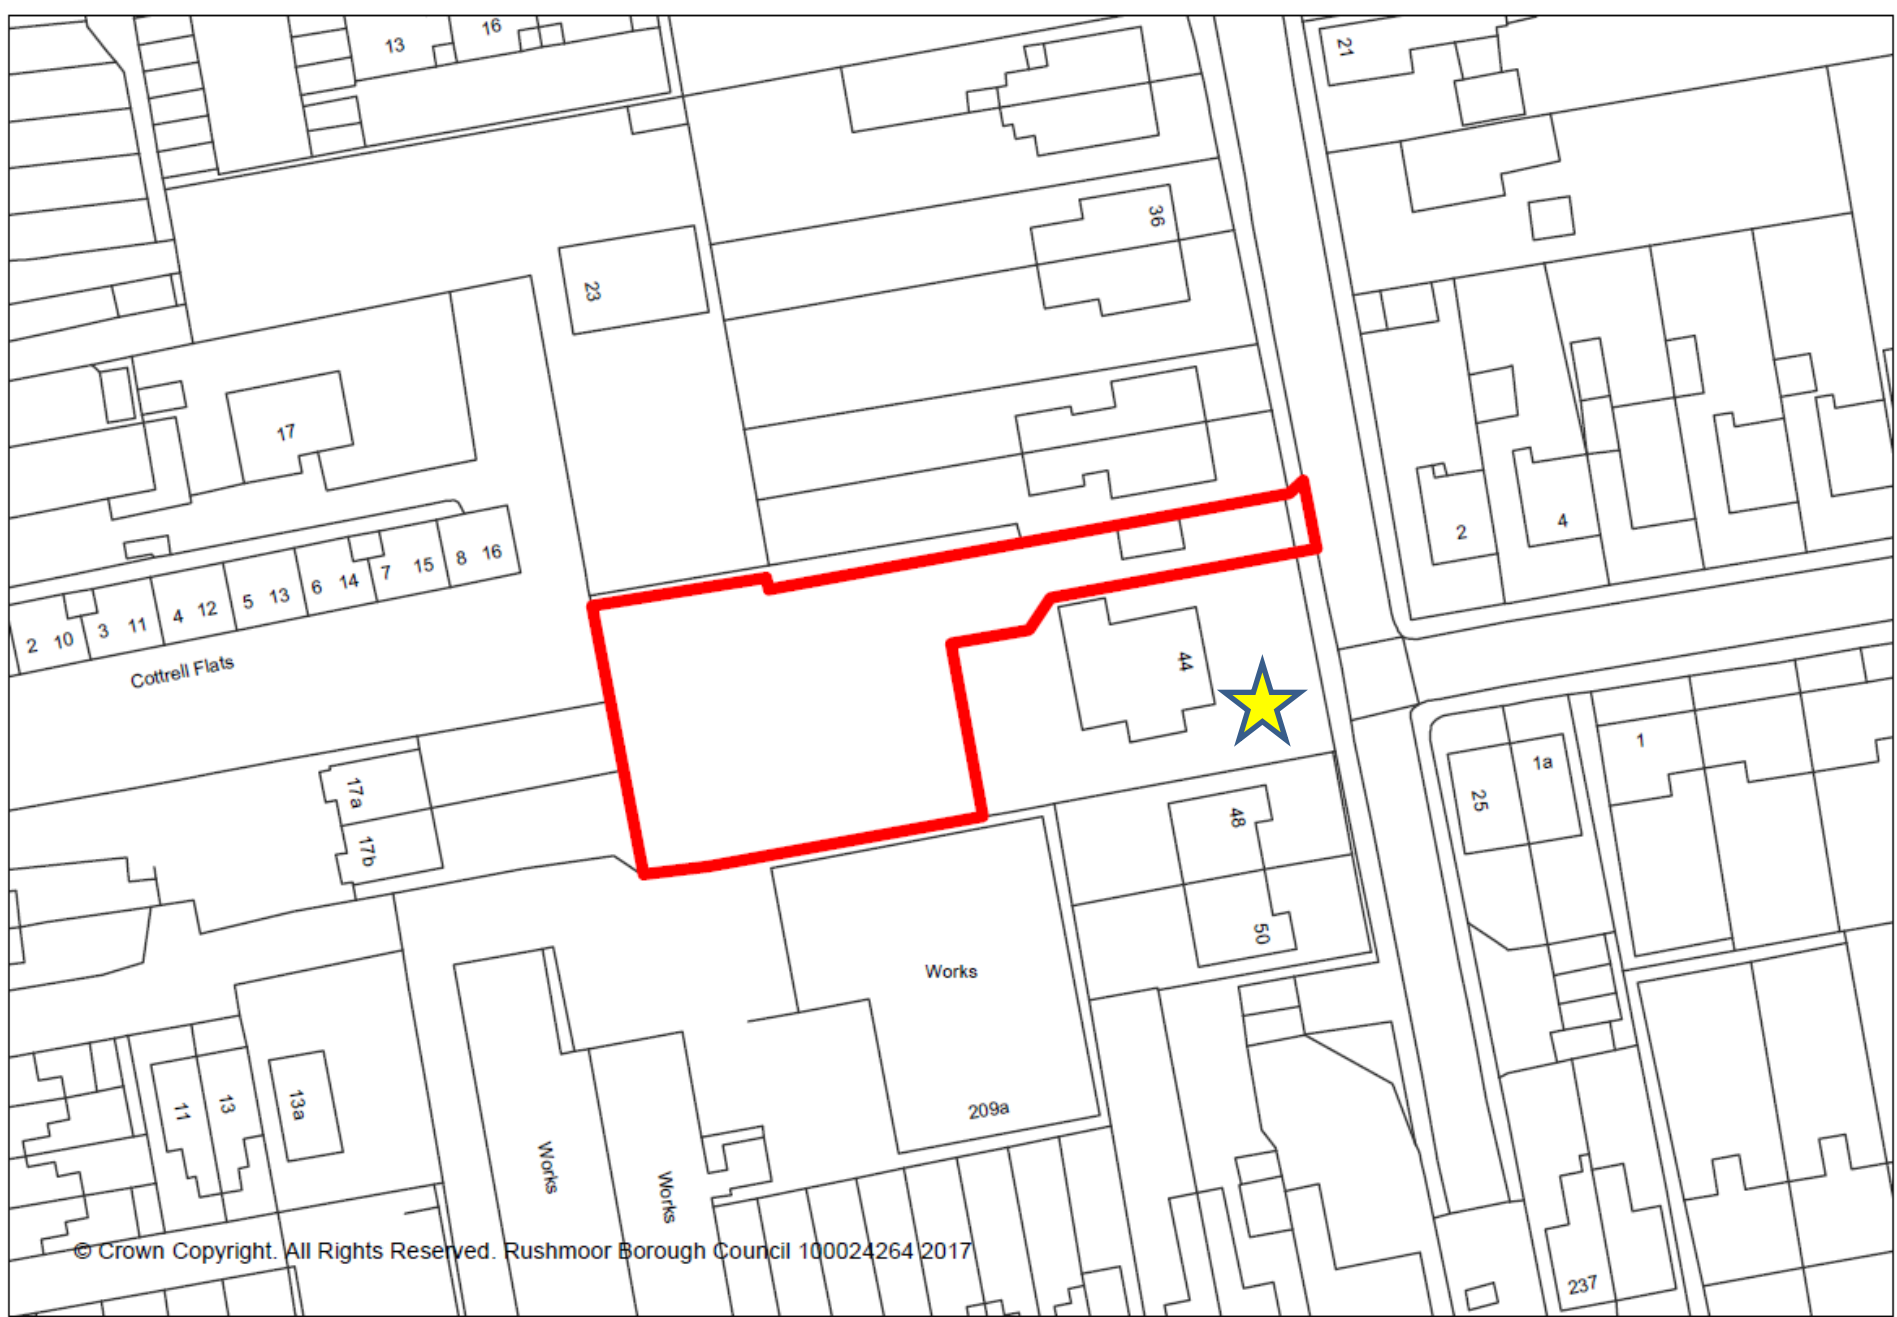 13
16
21
36
23
17
2
4
8 16
7 15
6 14
5 13
4 12
3 11
2 10
Cottrell Flats
44
1
1a
25
17a
17b
48
50
Works
209a
11
13
13a
Works
Works
© Crown Copyright. All Rights Reserved. Rushmoor Borough Council 100024264 2017
237